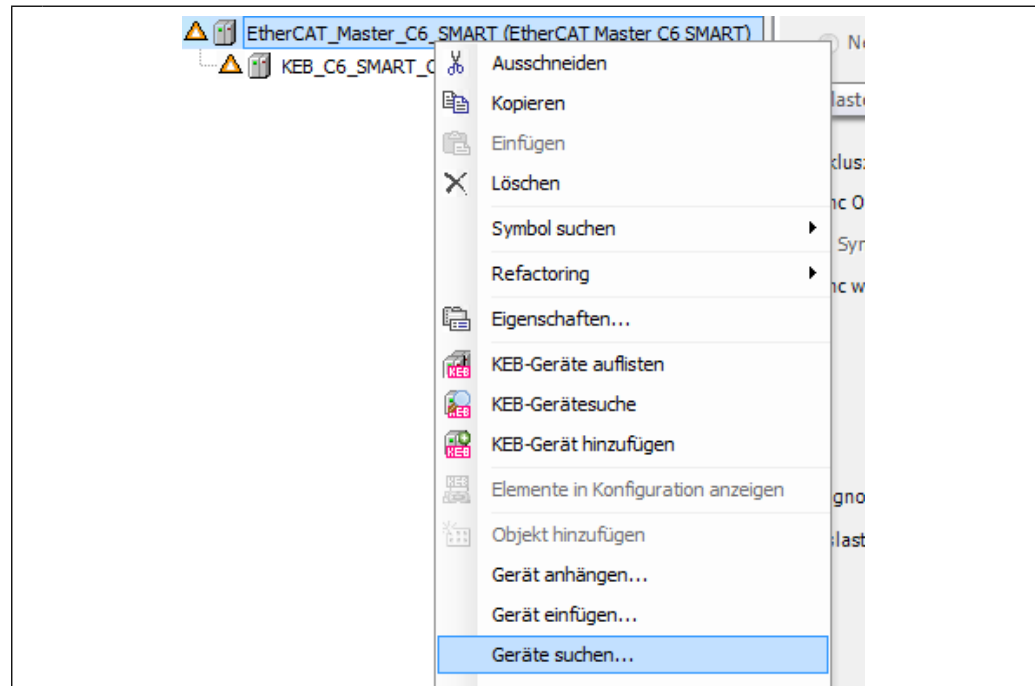 EtherCAT_Master_C6_SMART (EtherCAT Master C6 SMART)
KEB_C6_SMART_
Ausschneiden
Kopieren
Einfügen
Löschen
Symbol suchen
Refactoring
Eigenschaften...
KEB-Geräte auflisten
KEB-Gerätesuche
KEB-Gerät hinzufügen
Elemente in Konfiguration anzeigen
Objekt hinzufügen
Gerät anhängen...
Gerät einfügen...
Geräte suchen...